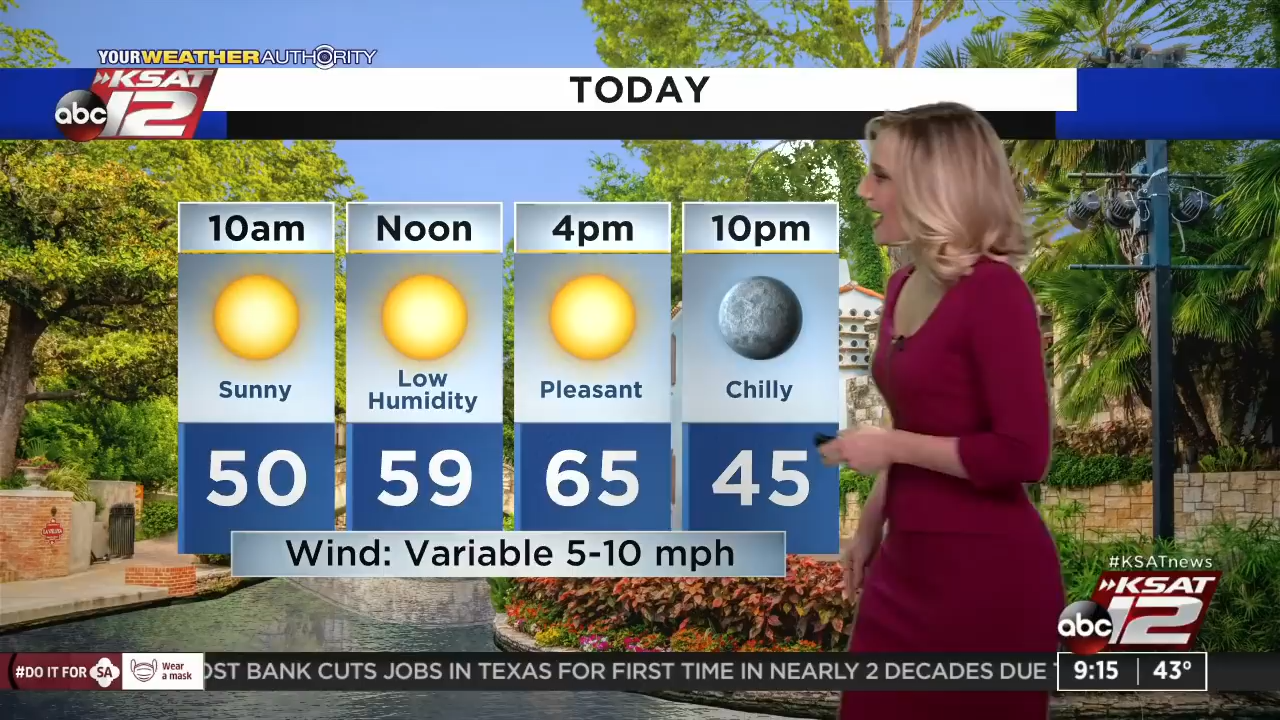 YOURWEATHERAUTHORITY
KSAT
abc 12
TODAY
10am
Noon
4pm
10pm
Sunny
Low
Humidity
Pleasant
Chilly
50
59
65
45
Wind: Variable 5-10 mph
#KSATnews
KSAT
abc 12
#DO IT FOR SA
Wear
a mask
OST BANK CUTS JOBS IN TEXAS FOR FIRST TIME IN NEARLY 2 DECADES DUE
9:15
43°